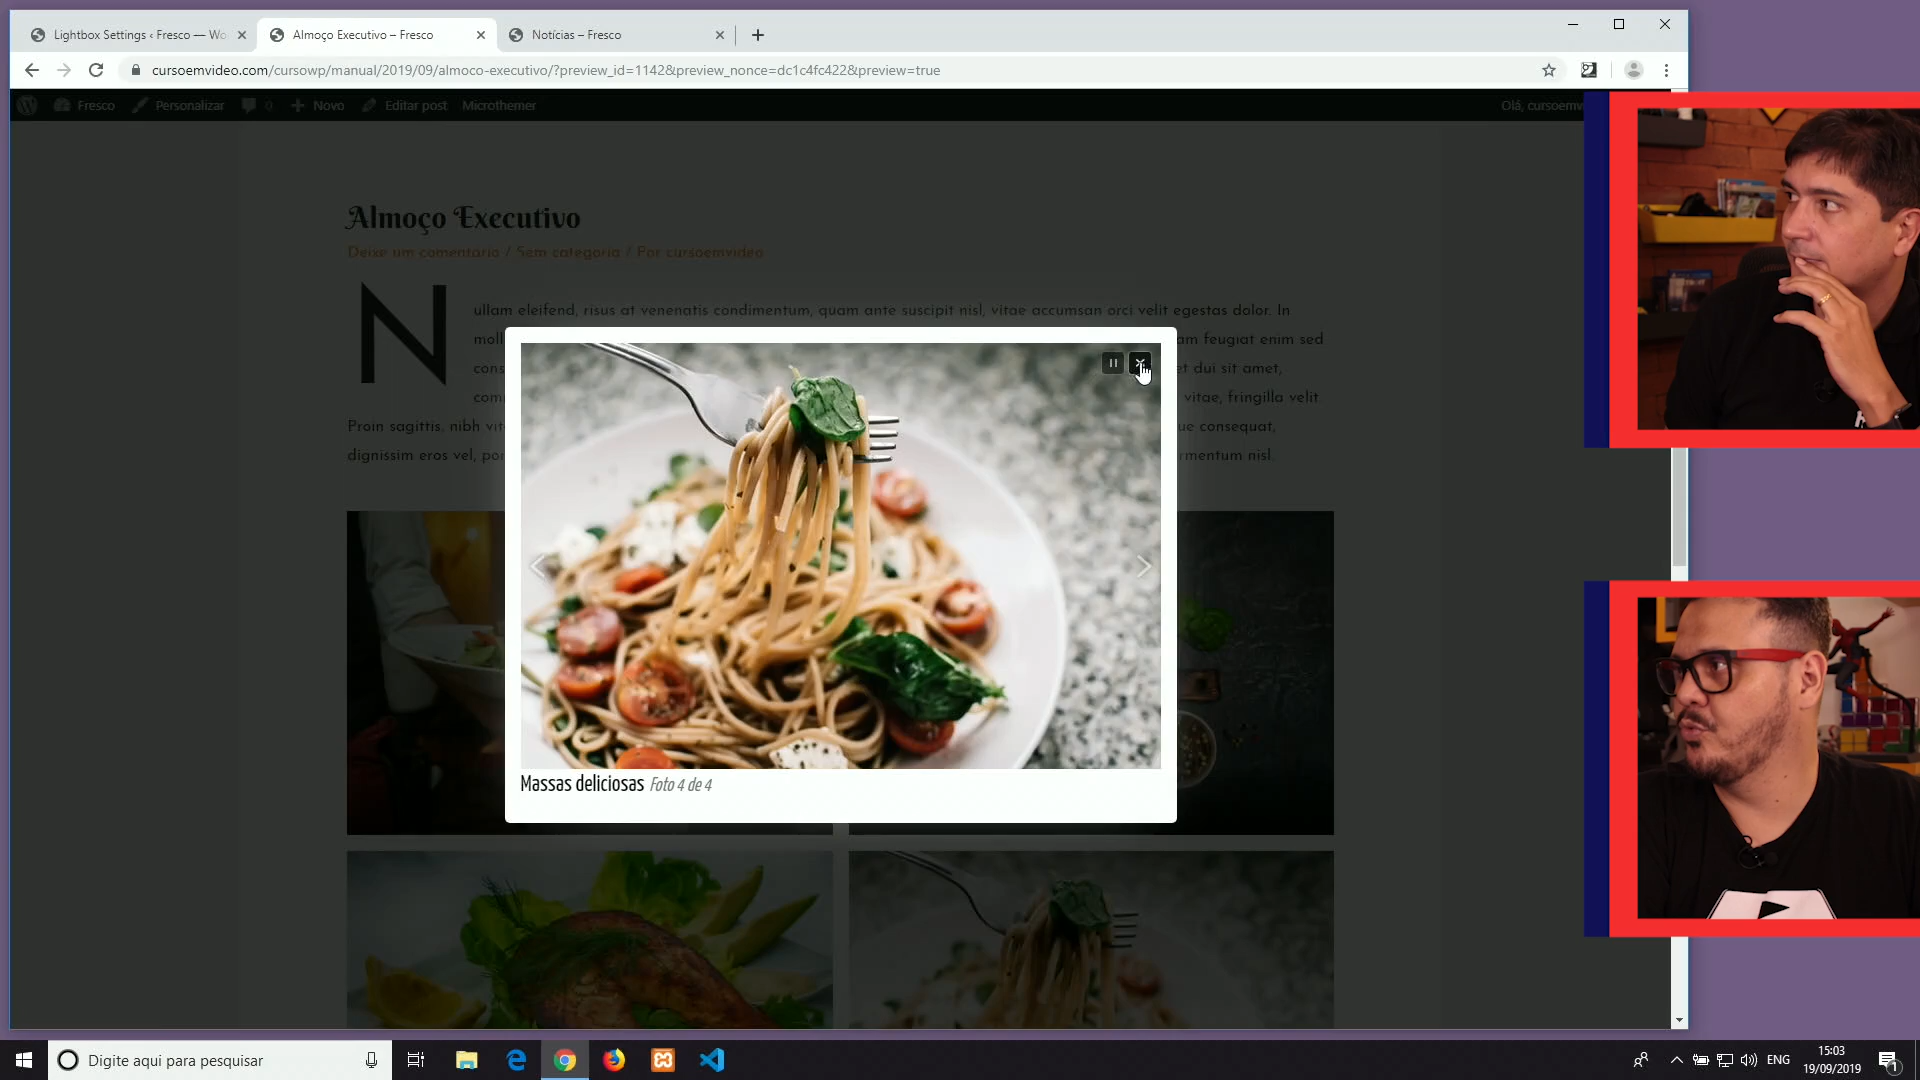 Lightbox Settings ‹ Fresco — Wo
Almoço Executivo – Fresco
Notícias – Fresco
cursoemvideo.com/cursowp/manual/2019/09/almoco-executivo/?preview_id=1142&preview_nonce=dc1c4fc422&preview=true
Fresco Personalizar 0 Novo Editar post Microthemer Olá, cursoemv
Almoço Executivo
Deixe um comentário / Sem categoria / Por cursoemvideo
Nullam eleifend, risus at venenatis condimentum, quam ante suscipit nisl, vitae accumsan orci velit egestas dolor. In
moll am feugiat enim sed
cons et dui sit amet,
com vitae, fringilla velit
Proin sagittis, nibh vit ue consequat,
dignissim eros vel, por rmentum nisl.
Massas deliciosas Foto 4 de 4
Digite aqui para pesquisar
ENG
15:03
19/09/2019
1